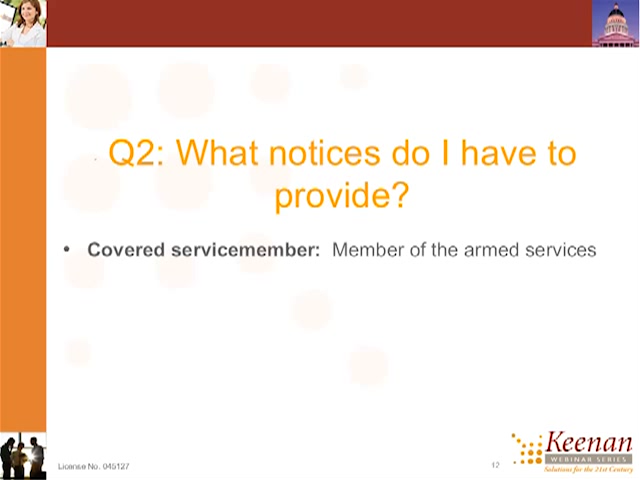 Q2: What notices do I have to
provide?
• Covered servicemember: Member of the armed services
License No. 045127
12
Keenan
WEBINAR SERIES
Solutions for the 21st Century